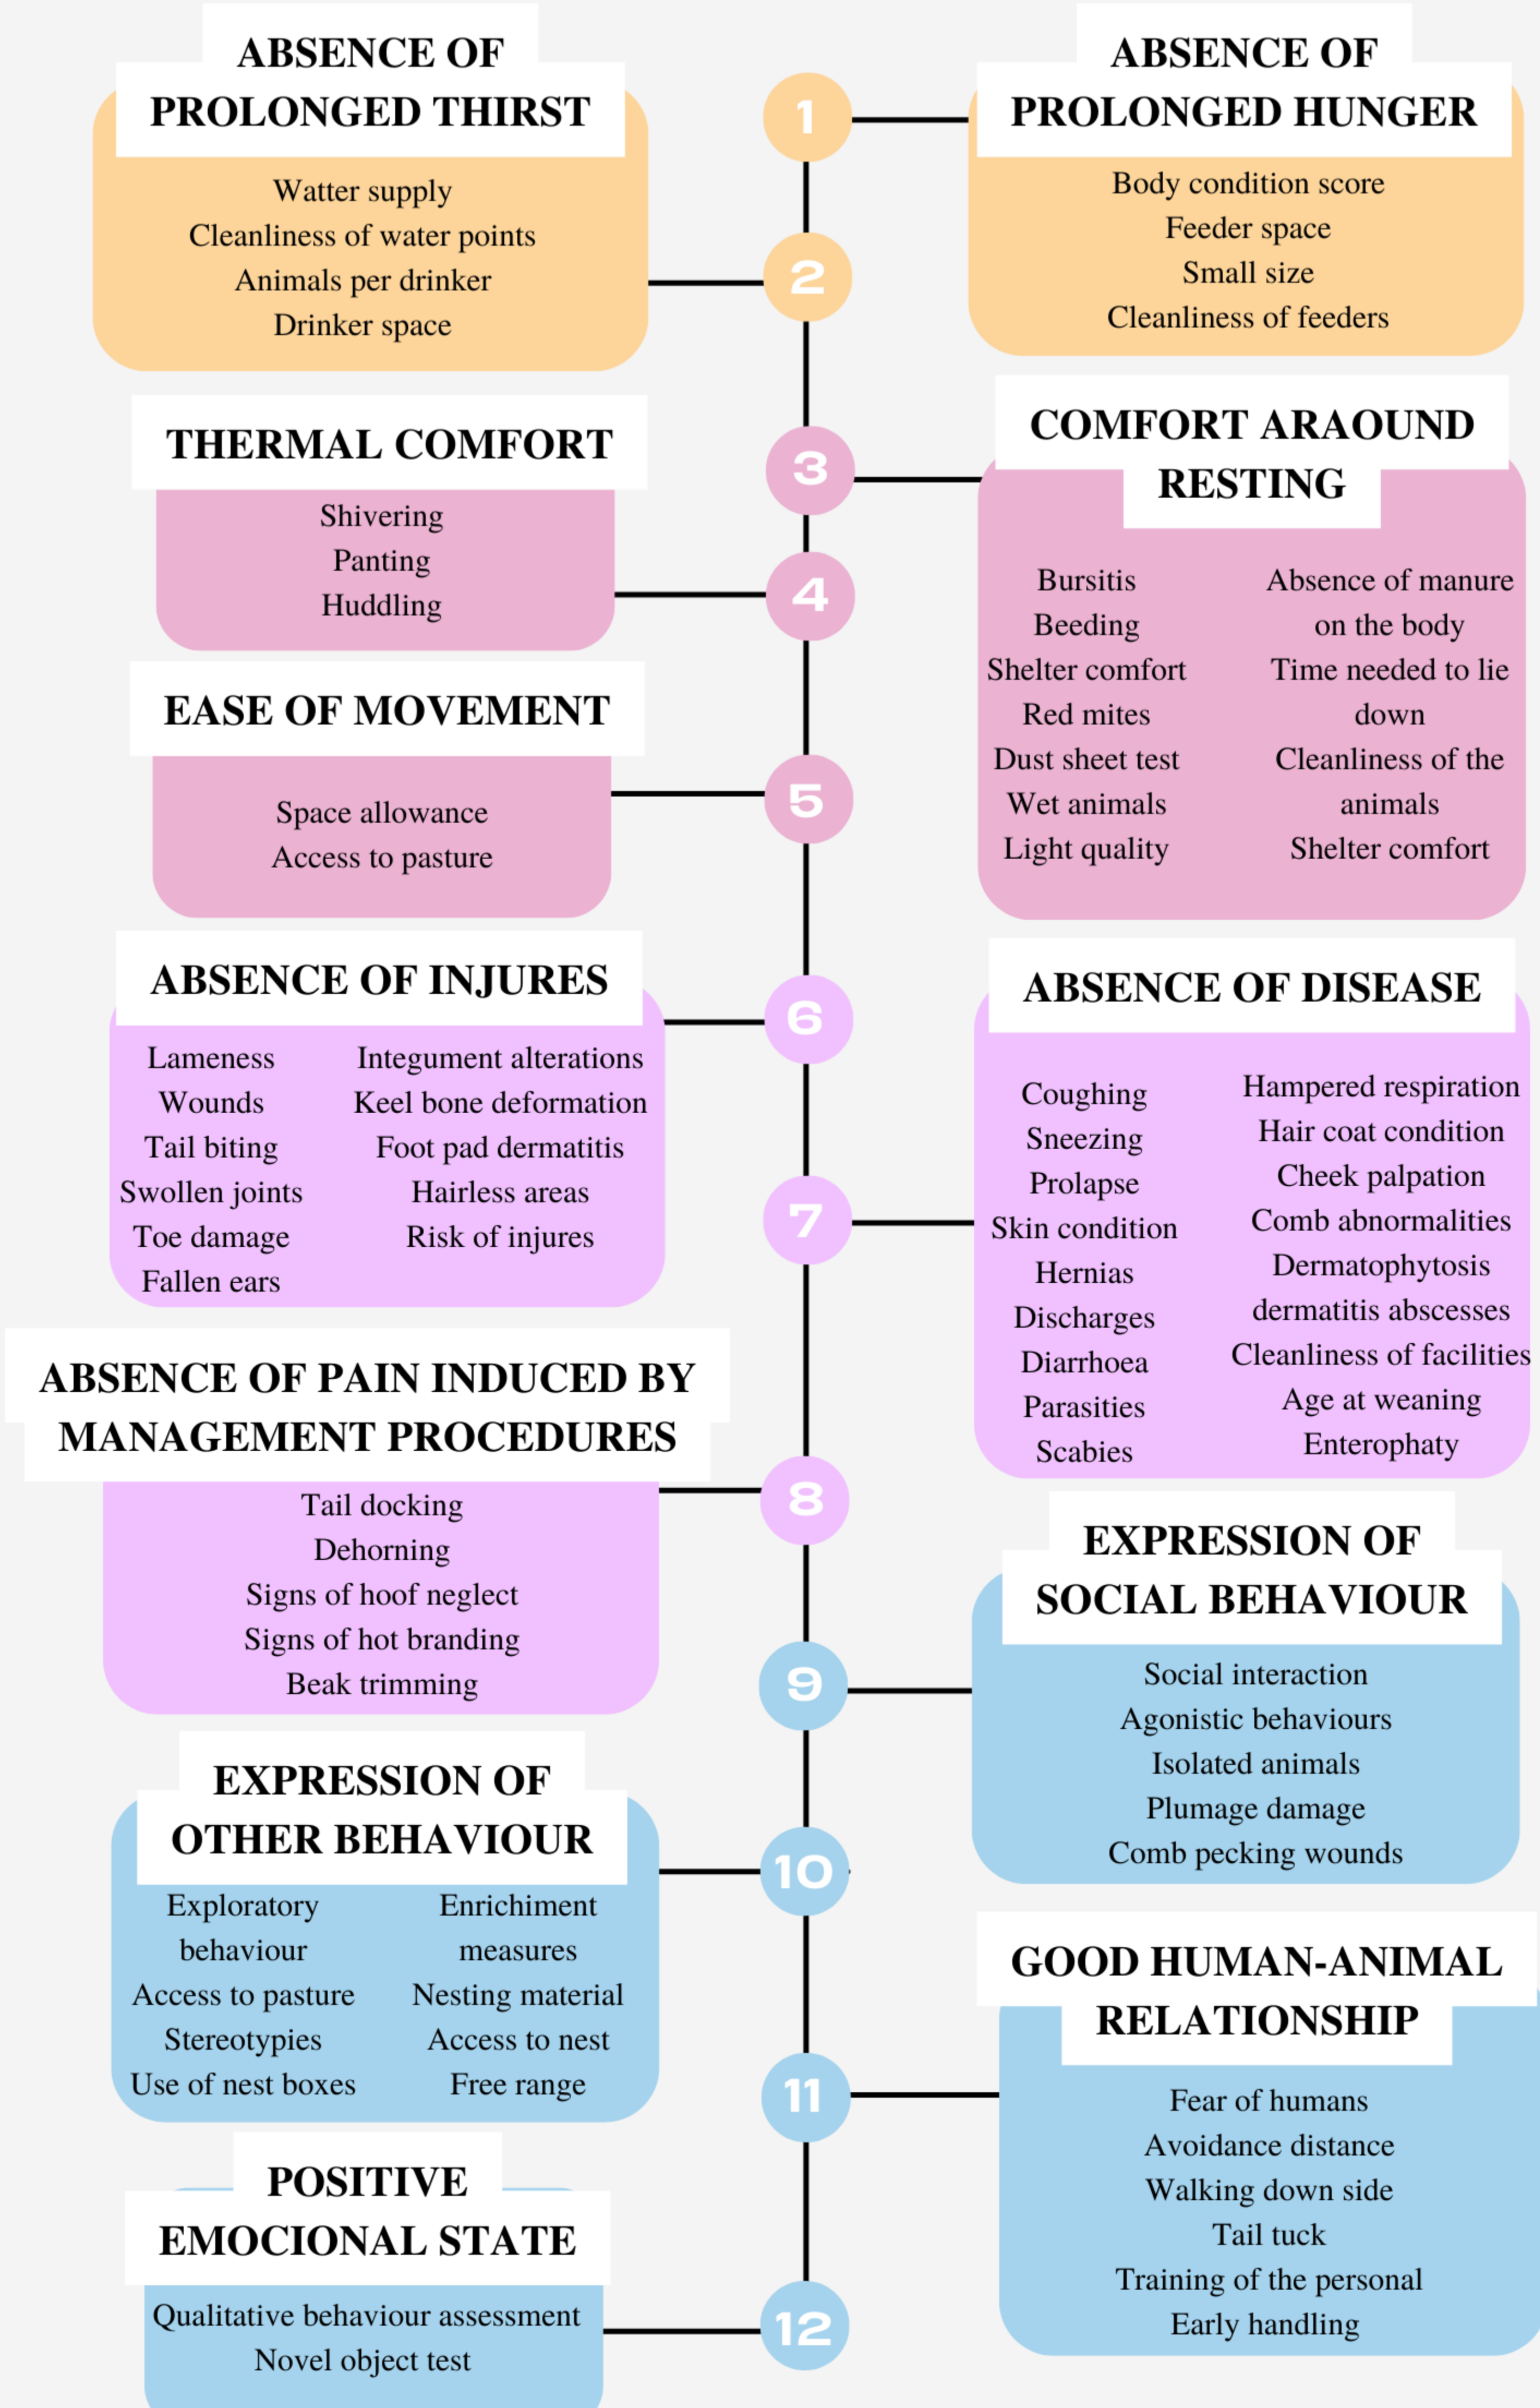 ABSENCE OF
PROLONGED THIRST
Watter supply
Cleanliness of water points
Animals per drinker
Drinker space
1
ABSENCE OF
PROLONGED HUNGER
Body condition score
Feeder space
Small size
Cleanliness of feeders
2
THERMAL COMFORT
Shivering
Panting
Huddling
3
COMFORT ARAOUND
RESTING
Bursitis
Beeding
Shelter comfort
Red mites
Dust sheet test
Wet animals
Light quality
Absence of manure
on the body
Time needed to lie
down
Cleanliness of the
animals
Shelter comfort
4
EASE OF MOVEMENT
Space allowance
Access to pasture
5
ABSENCE OF INJURES
Lameness
Wounds
Tail biting
Swollen joints
Toe damage
Fallen ears
Integument alterations
Keel bone deformation
Foot pad dermatitis
Hairless areas
Risk of injures
6
ABSENCE OF DISEASE
Coughing
Sneezing
Prolapse
Skin condition
Hernias
Discharges
Diarrhoea
Parasities
Scabies
Hampered respiration
Hair coat condition
Cheek palpation
Comb abnormalities
Dermatophytosis
dermatitis abscesses
Cleanliness of facilities
Age at weaning
Enterophaty
7
ABSENCE OF PAIN INDUCED BY
MANAGEMENT PROCEDURES
Tail docking
Dehorning
Signs of hoof neglect
Signs of hot branding
Beak trimming
8
EXPRESSION OF
SOCIAL BEHAVIOUR
Social interaction
Agonistic behaviours
Isolated animals
Plumage damage
Comb pecking wounds
9
EXPRESSION OF
OTHER BEHAVIOUR
Exploratory
behaviour
Access to pasture
Stereotypies
Use of nest boxes
Enrichiment
measures
Nesting material
Access to nest
Free range
10
GOOD HUMAN-ANIMAL
RELATIONSHIP
Fear of humans
Avoidance distance
Walking down side
Tail tuck
Training of the personal
Early handling
11
POSITIVE
EMOCIONAL STATE
Qualitative behaviour assessment
Novel object test
12